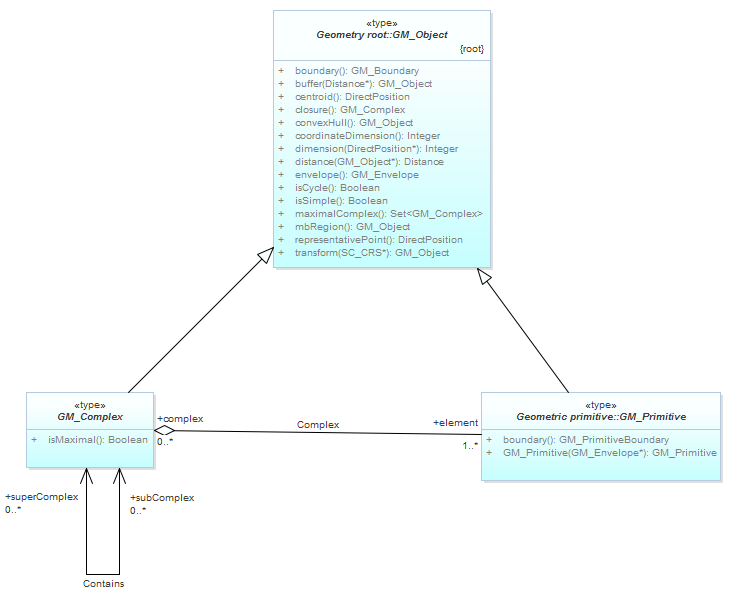 «type»
Geometry root::GM_Object
{root}
+ boundary(): GM_Boundary
+ buffer(Distance*): GM_Object
+ centroid(): DirectPosition
+ closure(): GM_Complex
+ convexHull(): GM_Object
+ coordinateDimension(): Integer
+ dimension(DirectPosition*): Integer
+ distance(GM_Object*): Distance
+ envelope(): GM_Envelope
+ isCycle(): Boolean
+ isSimple(): Boolean
+ maximalComplex(): Set<GM_Complex>
+ mbRegion(): GM_Object
+ representativePoint(): DirectPosition
+ transform(SC_CRS*): GM_Object
«type»
GM_Complex
+ isMaximal(): Boolean
+complex
0..*
Complex
+element
1..*
«type»
Geometric primitive::GM_Primitive
+ boundary(): GM_PrimitiveBoundary
+ GM_Primitive(GM_Envelope*): GM_Primitive
+superComplex
0..*
+subComplex
0..*
Contains